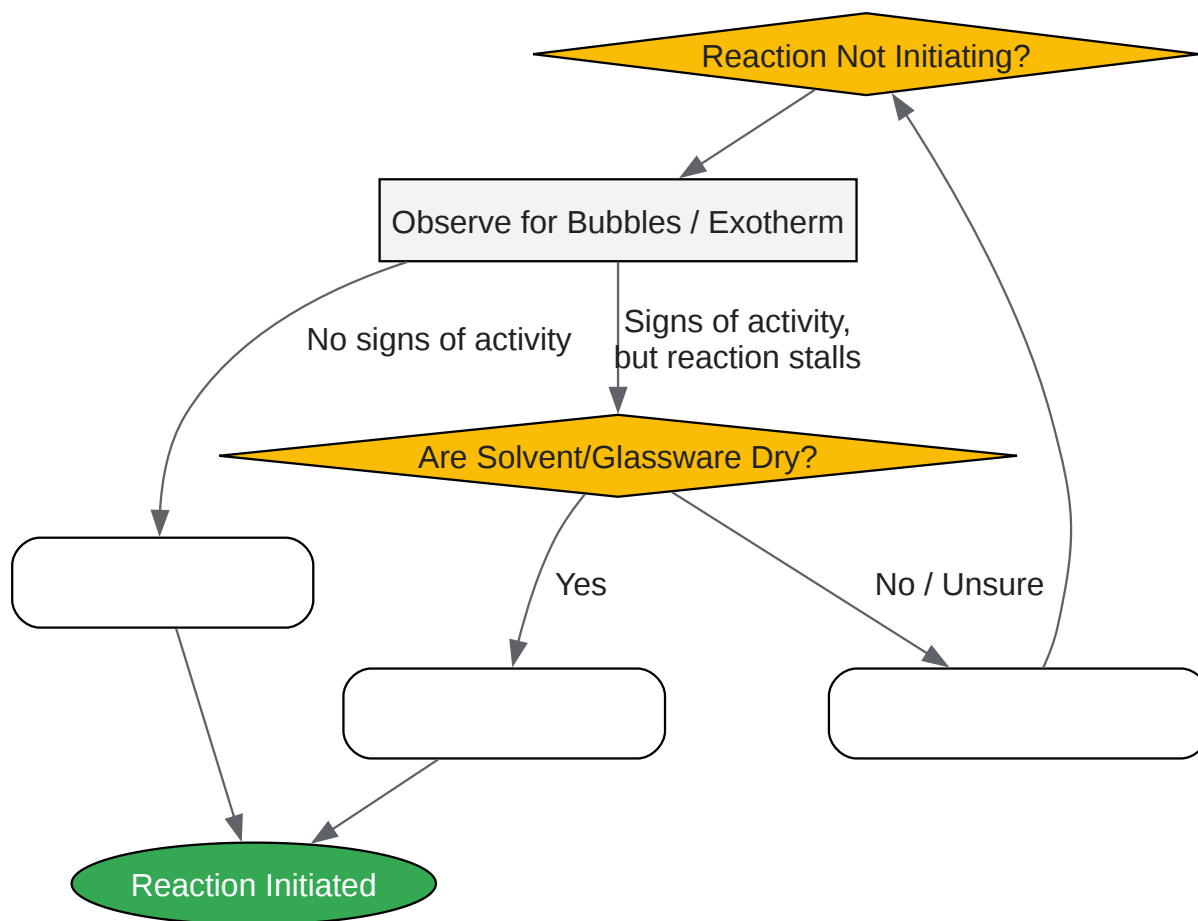 Reaction Not Initiating?
Observe for Bubbles / Exotherm
No signs of activity
Signs of activity,
but reaction stalls
Are Solvent/Glassware Dry?
Yes
No / Unsure
Reaction Initiated